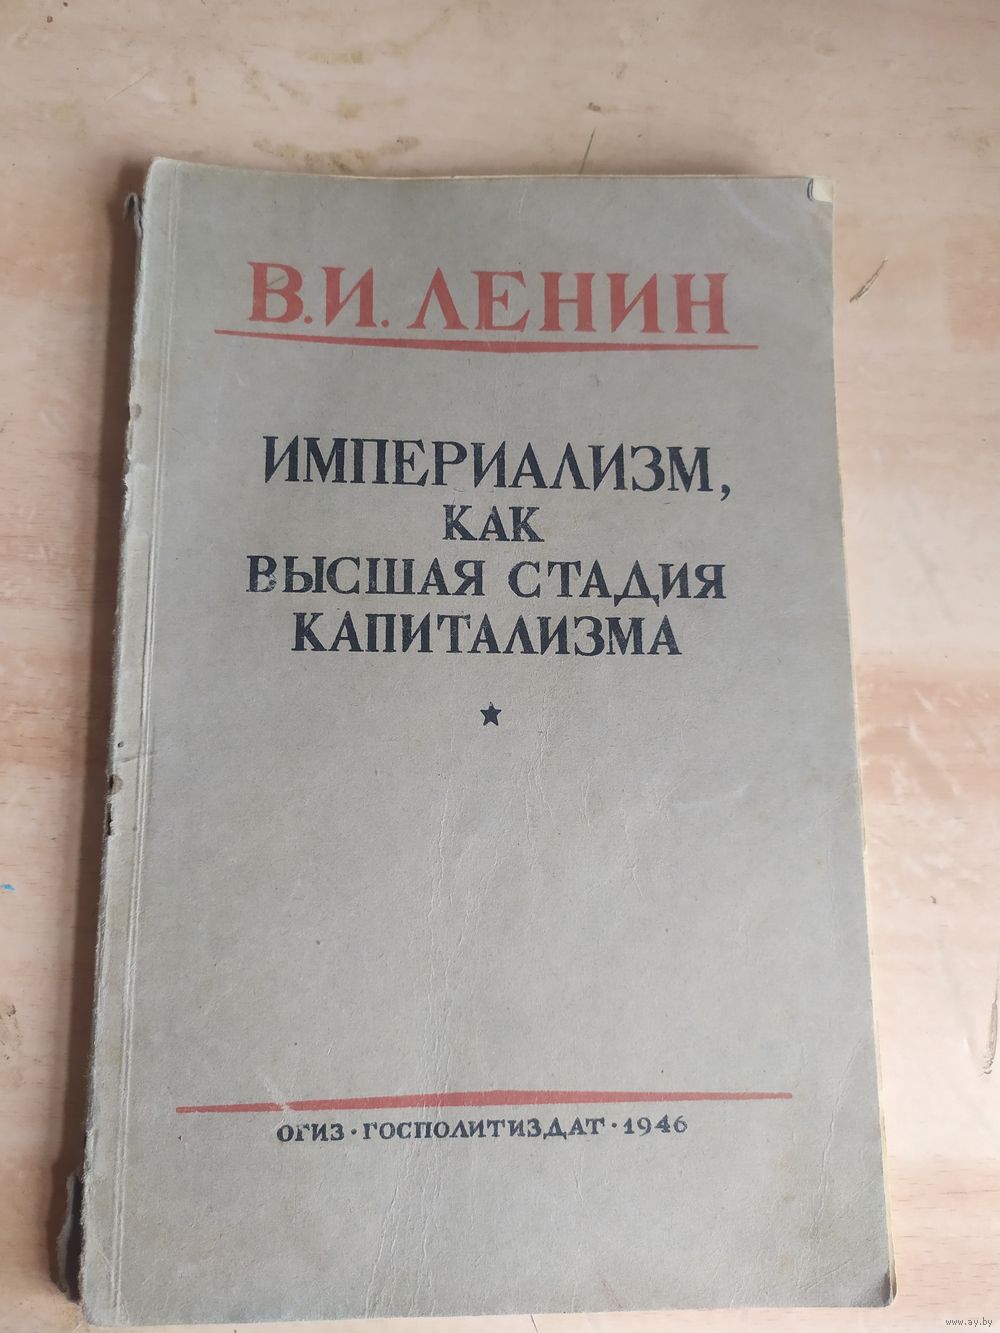 В.И. ЛЕНИН
ИМПЕРИАЛИЗМ,
КАК
ВЫСШАЯ СТАДИЯ
КАПИТАЛИЗМА
ОГИЗ · ГОСПОЛИТИЗДАТ · 1946
www.ay.by